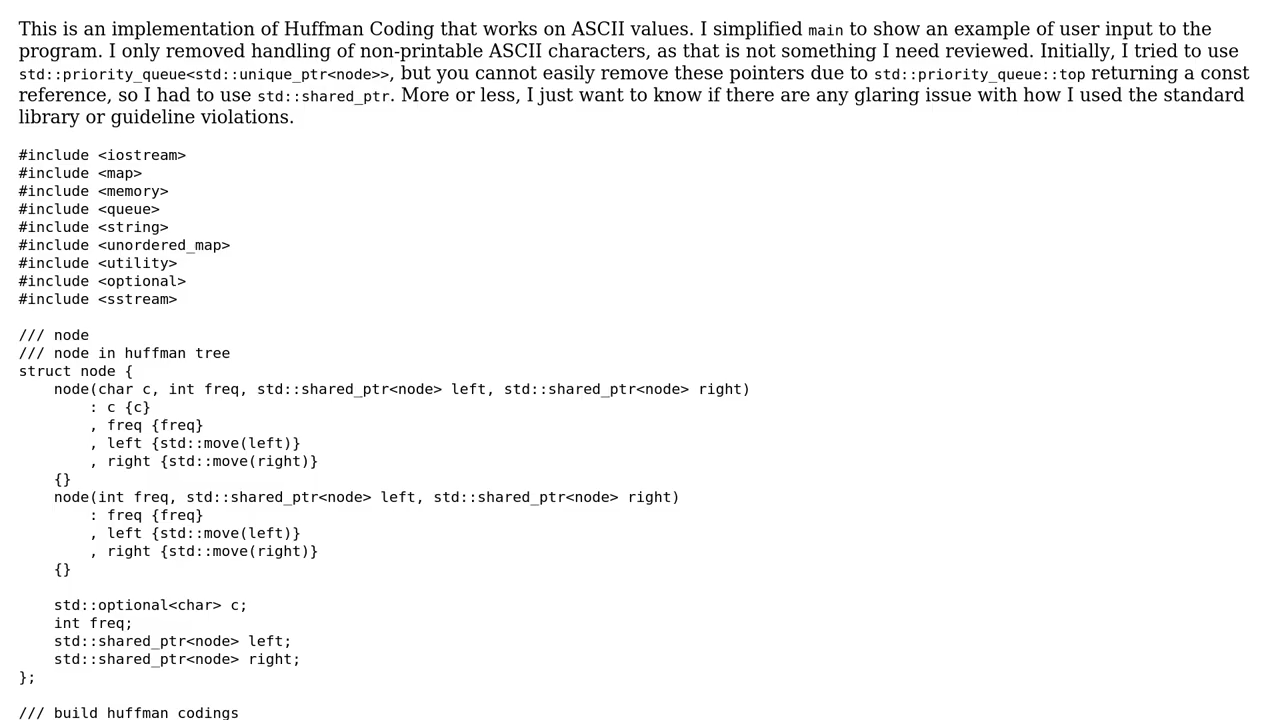 This is an implementation of Huffman Coding that works on ASCII values. I simplified main to show an example of user input to the
program. I only removed handling of non-printable ASCII characters, as that is not something I need reviewed. Initially, I tried to use
std::priority_queue<std::unique_ptr<node>>, but you cannot easily remove these pointers due to std::priority_queue::top returning a const
reference, so I had to use std::shared_ptr. More or less, I just want to know if there are any glaring issue with how I used the standard
library or guideline violations.
#include <iostream>
#include <map>
#include <memory>
#include <queue>
#include <string>
#include <unordered_map>
#include <utility>
#include <optional>
#include <sstream>
/// node
/// node in huffman tree
struct node {
    node(char c, int freq, std::shared_ptr<node> left, std::shared_ptr<node> right)
        : c {c}
        , freq {freq}
        , left {std::move(left)}
        , right {std::move(right)}
    {}
    node(int freq, std::shared_ptr<node> left, std::shared_ptr<node> right)
        : freq {freq}
        , left {std::move(left)}
        , right {std::move(right)}
    {}
    std::optional<char> c;
    int freq;
    std::shared_ptr<node> left;
    std::shared_ptr<node> right;
};
/// build huffman codings